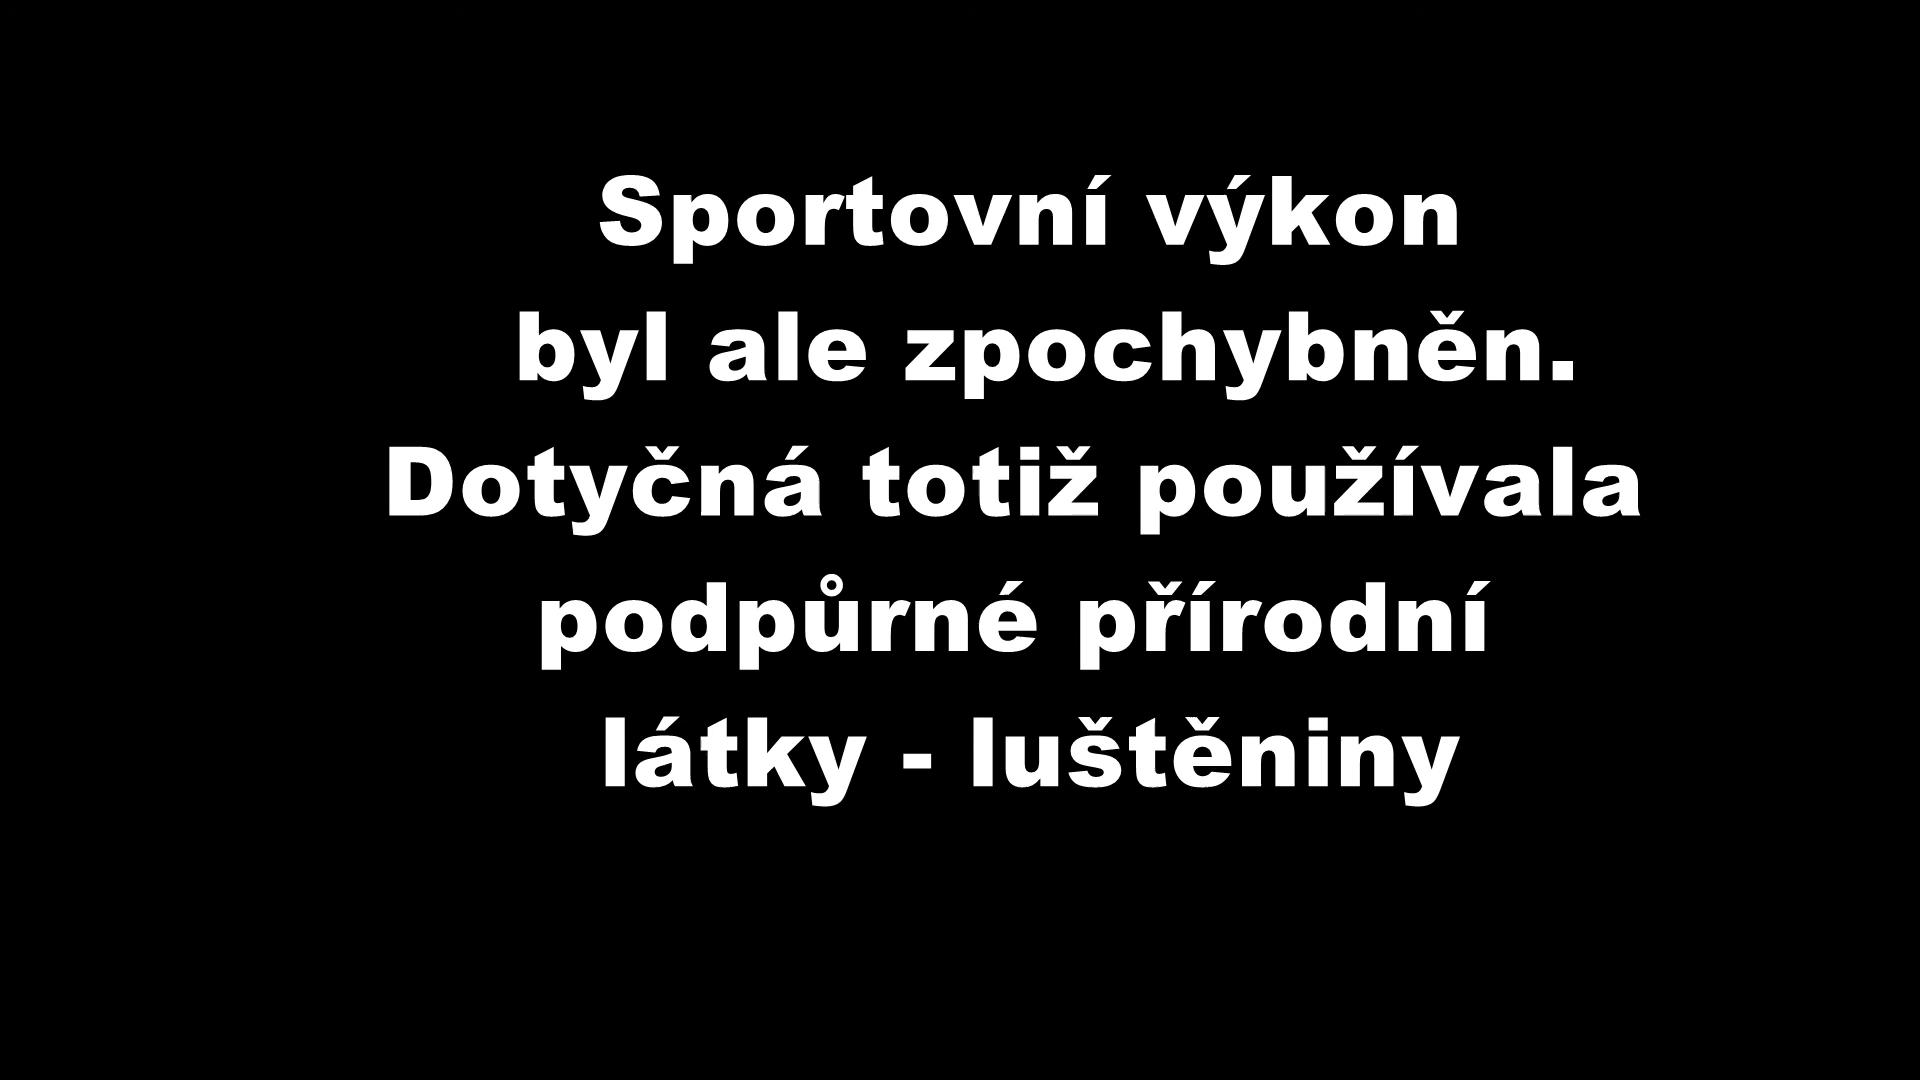 Sportovní výkon
byl ale zpochybněn.
Dotyčná totiž používala
podpůrné přírodní
látky - luštěniny